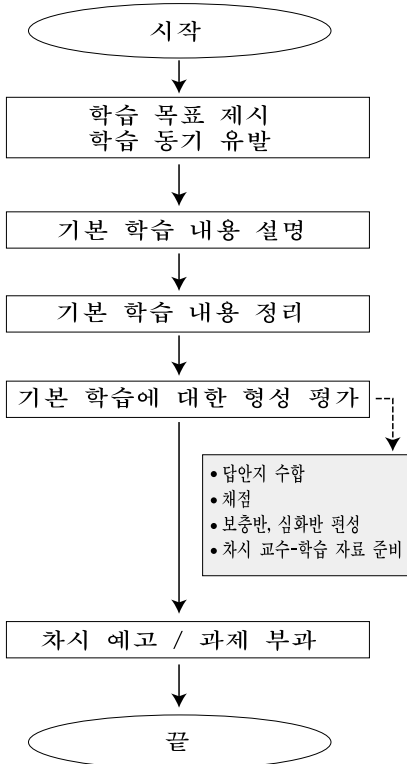 시작
학습 목표 제시
학습 동기 유발
기본 학습 내용 설명
기본 학습 내용 정리
기본 학습에 대한 형성 평가
• 답안지 수합
• 채점
• 보충반, 심화반 편성
• 차시 교수-학습 자료 준비
차시 예고 / 과제 부과
끝